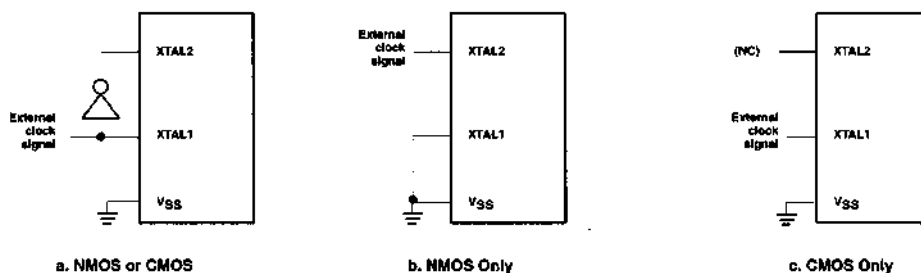 XTAL2
External
clock
signal
XTAL1
VSS
a. NMOS or CMOS
External
clock
signal
XTAL2
XTAL1
VSS
b. NMOS Only
(NC)
XTAL2
External
clock
signal
XTAL1
VSS
c. CMOS Only